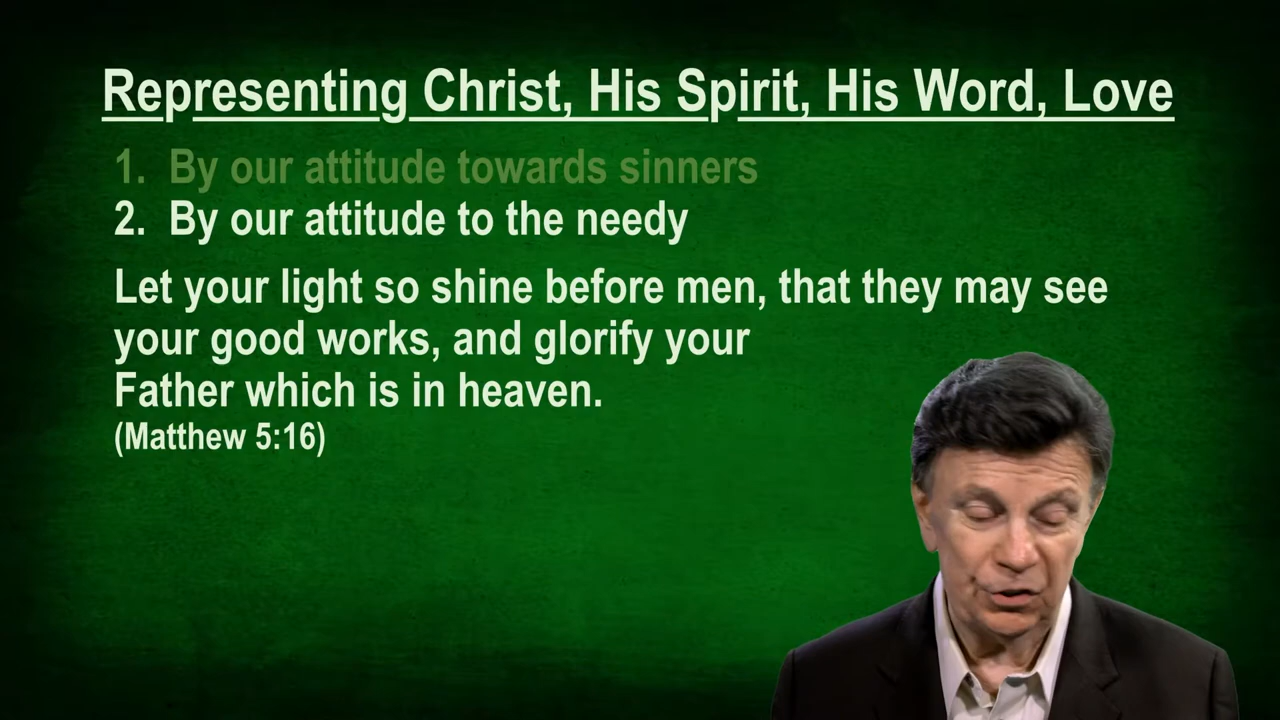 Representing Christ, His Spirit, His Word, Love
1. By our attitude towards sinners
2. By our attitude to the needy
Let your light so shine before men, that they may see
your good works, and glorify your
Father which is in heaven.
(Matthew 5:16)